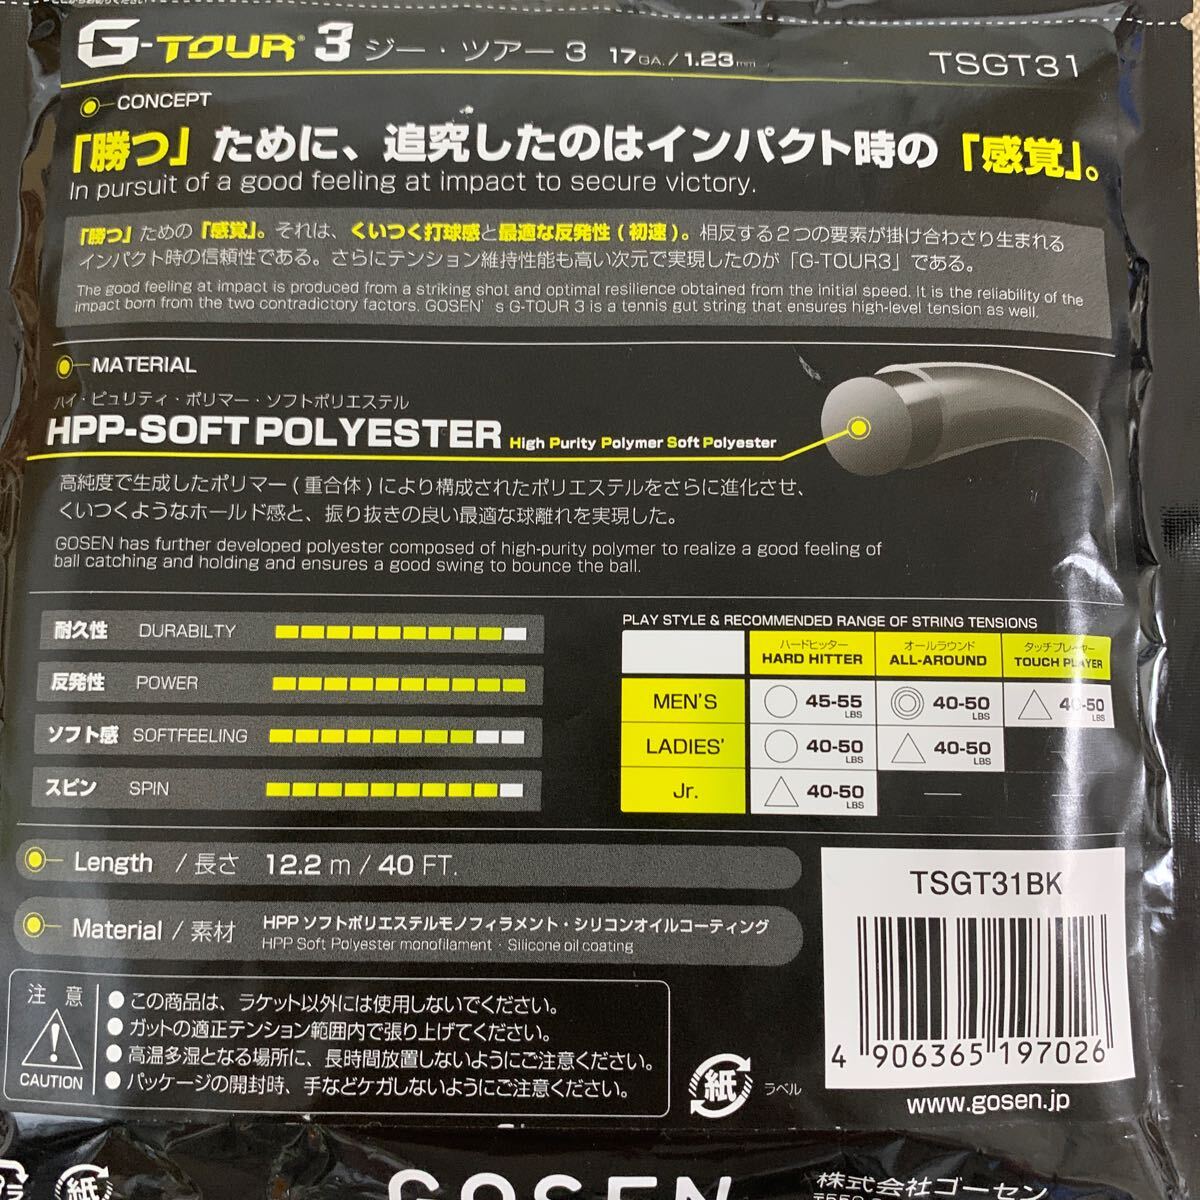 G-TOUR® 3 ジー・ツアー 3 17GA./1.23mm TSGT31
CONCEPT
「勝つ」ために、追究したのはインパクト時の「感覚」。
In pursuit of a good feeling at impact to secure victory.
「勝つ」ための「感覚」。それは、くいつく打球感と最適な反発性(初速)。相反する2つの要素が掛け合わさり生まれる
インパクト時の信頼性である。さらにテンション維持性能も高い次元で実現したのが「G-TOUR3」である。
The good feeling at impact is produced from a striking shot and optimal resilience obtained from the initial speed. It is the reliability of the
impact born from the two contradictory factors. GOSEN's G-TOUR 3 is a tennis gut string that ensures high-level tension as well.
MATERIAL
ハイ・ピュリティ・ポリマー・ソフトポリエステル
HPP-SOFT POLYESTER High Purity Polymer Soft Polyester
高純度で生成したポリマー(重合体)により構成されたポリエステルをさらに進化させ、
くいつくようなホールド感と、振り抜きの良い最適な球離れを実現した。
GOSEN has further developed polyester composed of high-purity polymer to realize a good feeling of
ball catching and holding and ensures a good swing to bounce the ball.
耐久性 DURABILTY
反発性 POWER
ソフト感 SOFTFEELING
スピン SPIN
PLAY STYLE & RECOMMENDED RANGE OF STRING TENSIONS
ハードヒッター オールラウンド タッチプレーヤー
HARD HITTER ALL-AROUND TOUCH PLAYER
MEN'S ○ 45-55 LBS ◎ 40-50 LBS △ 40-50 LBS
LADIES' ○ 40-50 LBS △ 40-50 LBS —
Jr. △ 40-50 LBS — —
Length / 長さ 12.2 m / 40 FT.
Material / 素材 HPP ソフトポリエステルモノフィラメント・シリコンオイルコーティング
HPP Soft Polyester monofilament · Silicone oil coating
TSGT31BK
4 906365 197026
www.gosen.jp
注意
CAUTION
●この商品は、ラケット以外には使用しないでください。
●ガットの適正テンション範囲内で張り上げてください。
●高温多湿となる場所に、長時間放置しないようにご注意ください。
●パッケージの開封時、手などケガしないようにご注意ください。
紙 ラベル
紙
GOSEN
株式会社ゴーセン